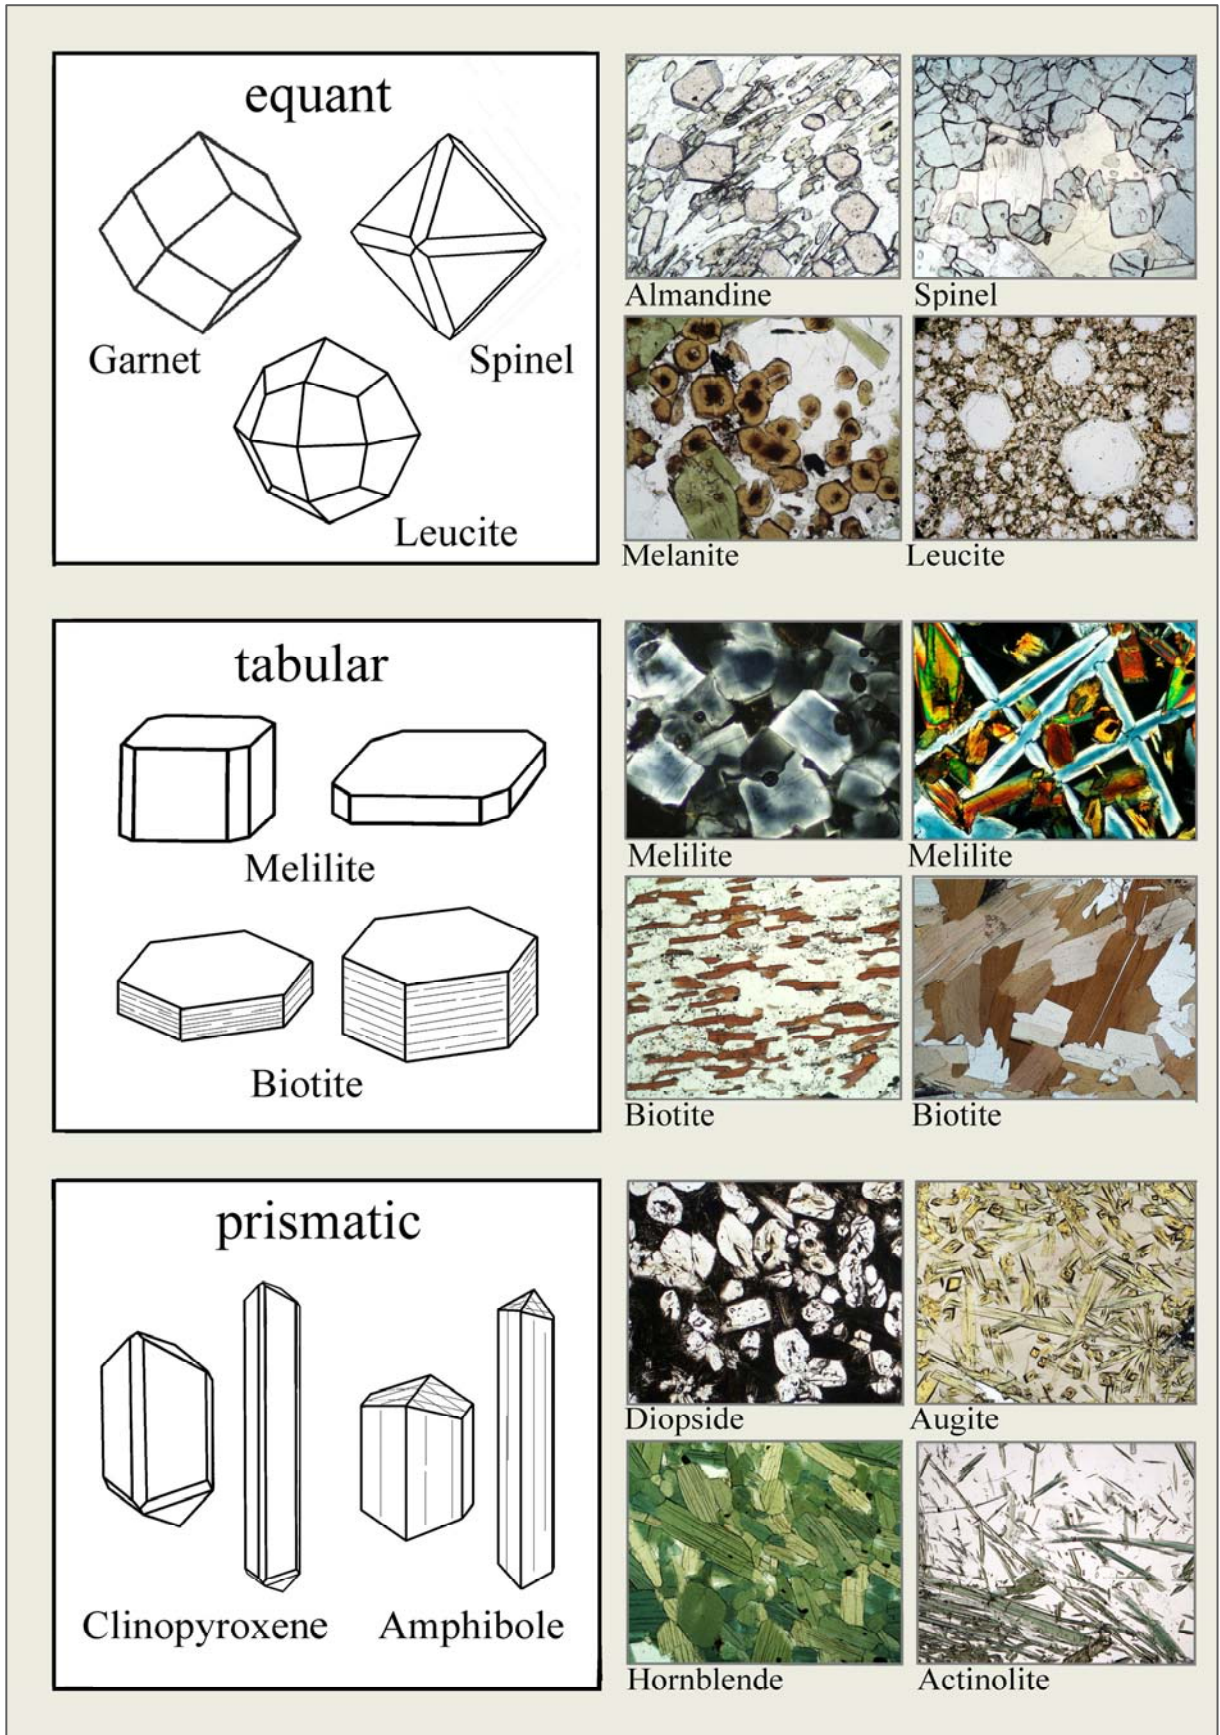 equant
Garnet
Spinel
Leucite
Almandine
Spinel
Melanite
Leucite
tabular
Melilite
Biotite
Melilite
Melilite
Biotite
Biotite
prismatic
Clinopyroxene
Amphibole
Diopside
Augite
Hornblende
Actinolite